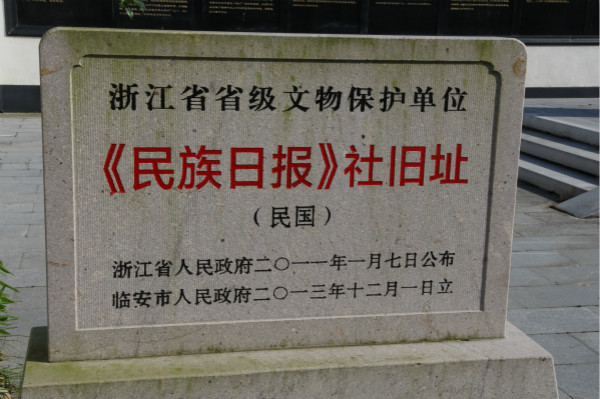 浙江省省级文物保护单位
《民族日报》社旧址
（民国）
浙江省人民政府二〇一一年一月七日公布
临安市人民政府二〇一三年十二月一日立